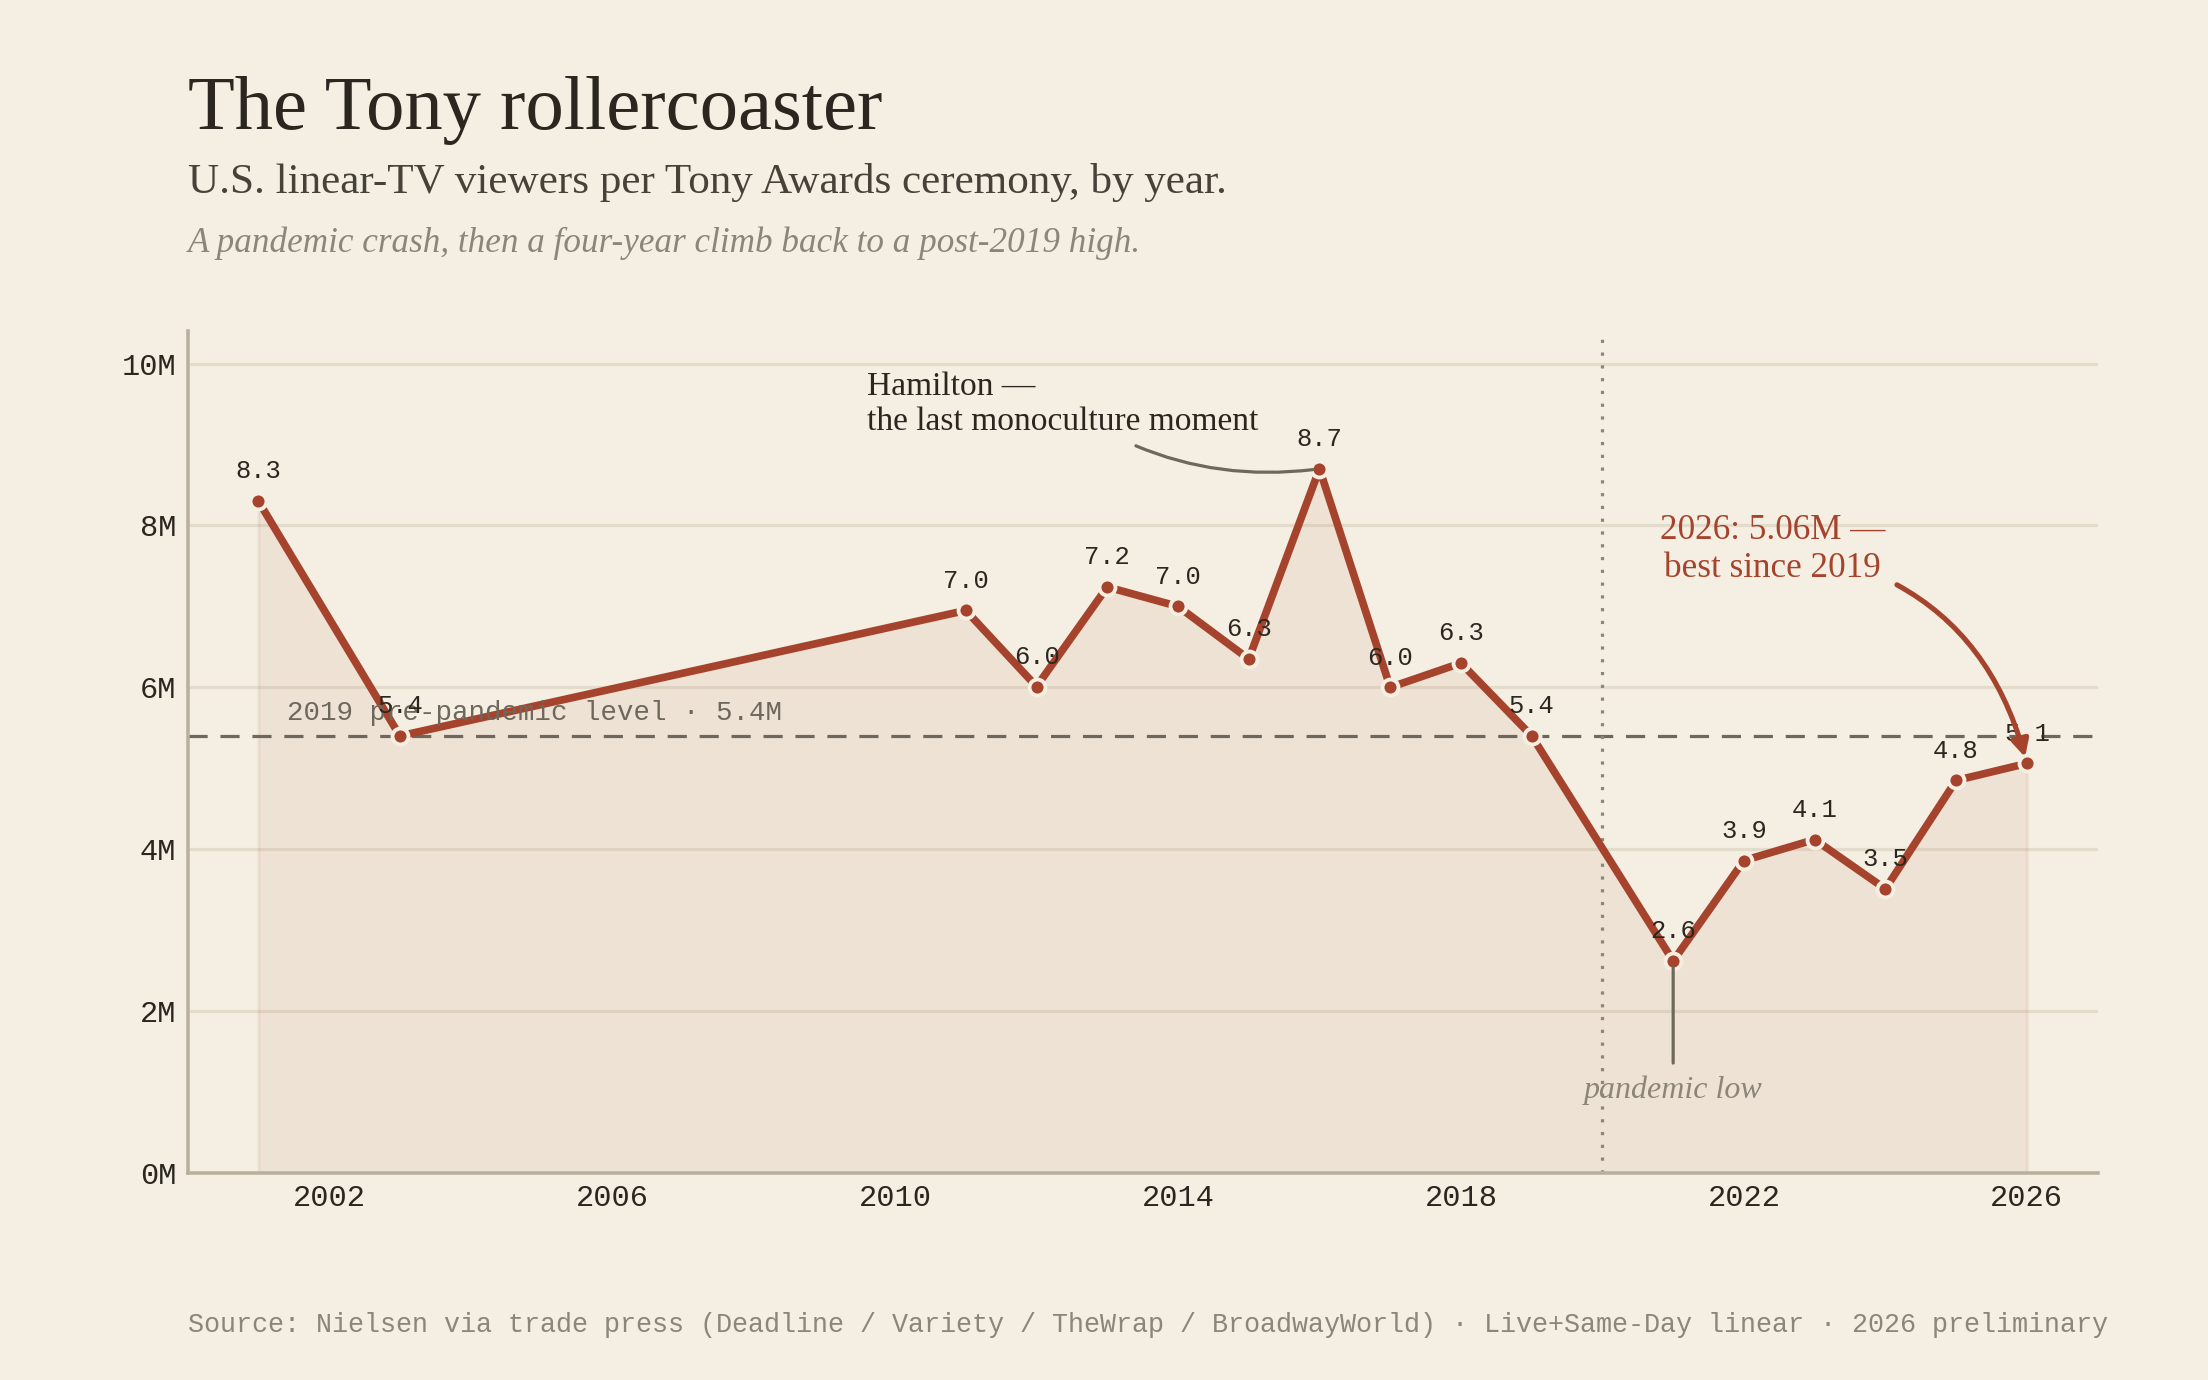 The Tony rollercoaster
U.S. linear-TV viewers per Tony Awards ceremony, by year.
A pandemic crash, then a four-year climb back to a post-2019 high.
10M
8M
6M
4M
2M
0M
Hamilton —
the last monoculture moment
2026: 5.06M —
best since 2019
2019 pre-pandemic level · 5.4M
8.3
5.4
7.0
6.0
7.2
7.0
6.3
8.7
6.0
6.3
5.4
2.6
3.9
4.1
3.5
4.8
5.1
pandemic low
2002
2006
2010
2014
2018
2022
2026
Source: Nielsen via trade press (Deadline / Variety / TheWrap / BroadwayWorld) · Live+Same-Day linear · 2026 preliminary